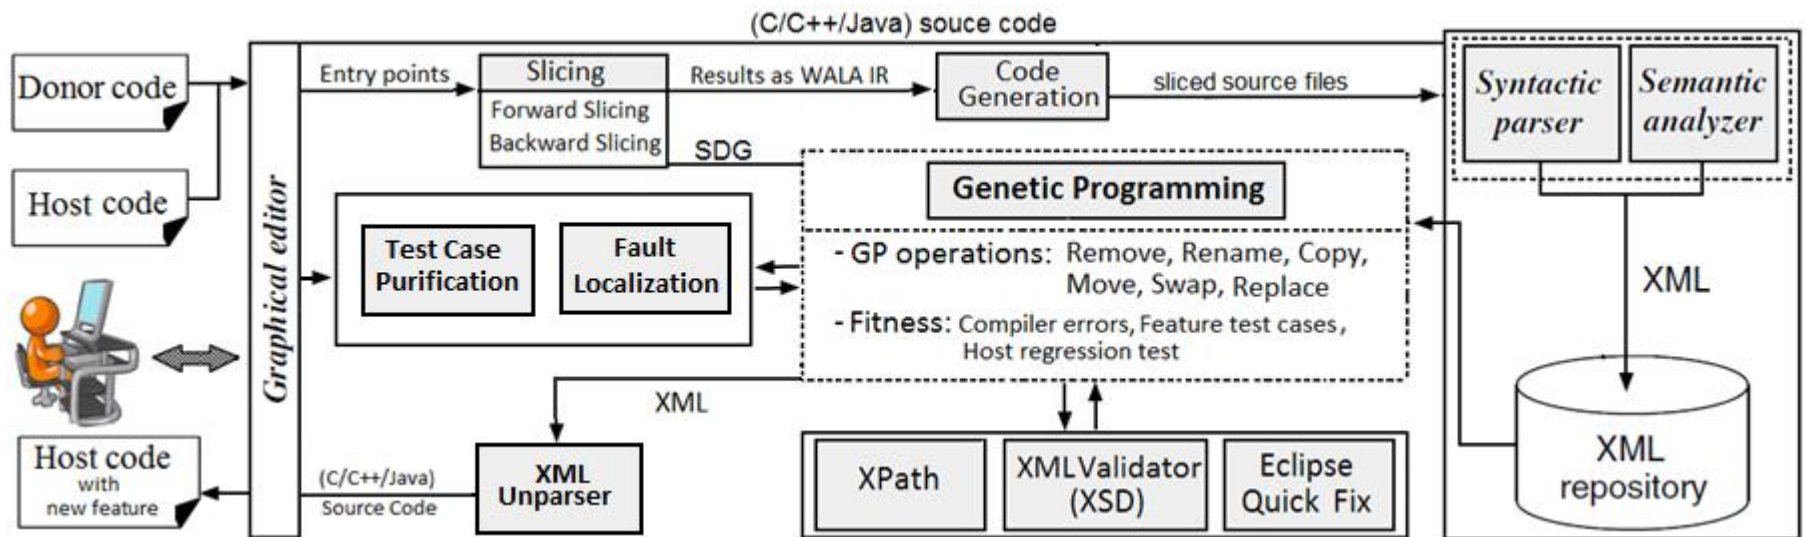 (C/C++/Java) souce code
Donor code
Host code
Graphical editor
Entry points
Slicing
Forward Slicing
Backward Slicing
Results as WALA IR
Code
Generation
sliced source files
Syntactic
parser
Semantic
analyzer
SDG
Genetic Programming
- GP operations: Remove, Rename, Copy,
Move, Swap, Replace
- Fitness: Compiler errors, Feature test cases,
Host regression test
Test Case
Purification
Fault
Localization
XML
XML
repository
XML
XML
Unparser
(C/C++/Java)
Source Code
Host code
with
new feature
XPath
XMLValidator
(XSD)
Eclipse
Quick Fix